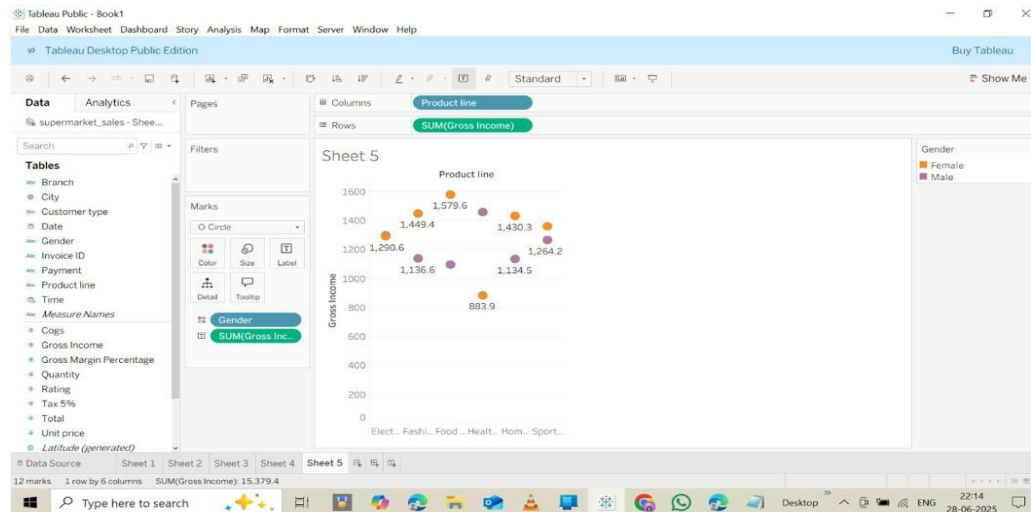 Tableau Public - Book1
File Data Worksheet Dashboard Story Analysis Map Format Server Window Help
Tableau Desktop Public Edition
Buy Tableau
Standard
Show Me
Data Analytics
supermarket_sales - Shee...
Search
Tables
Abc Branch
City
Abc Customer type
Date
Abc Gender
Abc Invoice ID
Abc Payment
Abc Product line
Time
Abc Measure Names
Cogs
Gross Income
Gross Margin Percentage
Quantity
Rating
Tax 5%
Total
Unit price
Latitude (generated)
Pages
Filters
Marks
Circle
Color Size Label
Detail Tooltip
Gender
SUM(Gross Inc..
Columns Product line
Rows SUM(Gross Income)
Sheet 5
Product line
Gross Income
1600
1400
1200
1000
800
600
400
200
0
1,579.6
1,449.4
1,430.3
1,290.6
1,264.2
1,136.6
1,134.5
883.9
Elect.. Fashi.. Food .. Healt.. Hom.. Sport..
Gender
Female
Male
Data Source Sheet 1 Sheet 2 Sheet 3 Sheet 4 Sheet 5
12 marks 1 row by 6 columns SUM(Gross Income): 15,379.4
Type here to search
Desktop
ENG
22:14
28-06-2025